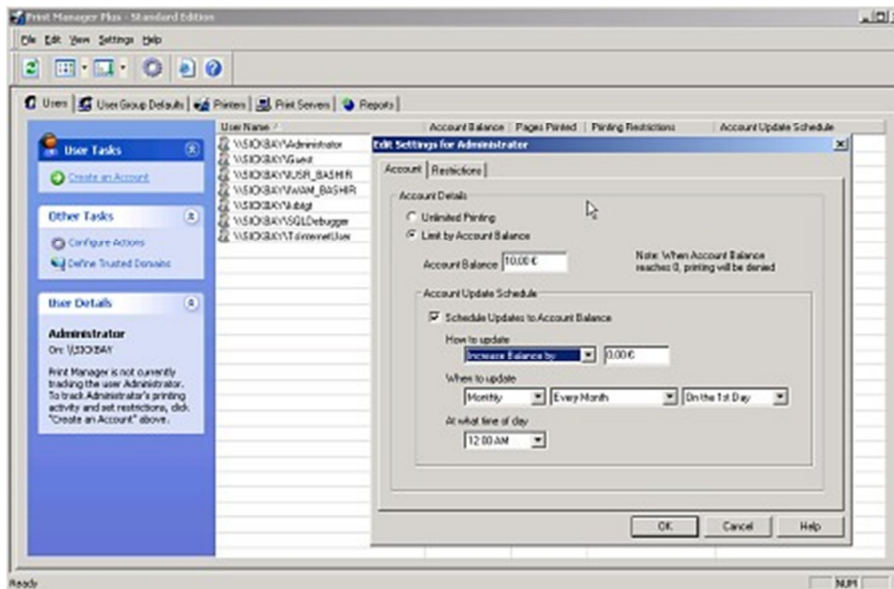 Print Manager Plus - Standard Edition
File Edit View Settings Help
Users User Group Defaults Printers Print Servers Reports
User Tasks
Create an Account
Other Tasks
Configure Actions
Define Trusted Domains
User Details
Administrator
On: \\SICKBAY
Print Manager is not currently
tracking the user Administrator.
To track Administrator's printing
activity and set restrictions, click
"Create an Account" above.
User Name Account Balance Pages Printed Printing Restrictions Account Update Schedule
\\SICKBAY\Administrator
\\SICKBAY\Guest
\\SICKBAY\IUSR_BASHIR
\\SICKBAY\IWAM_BASHIR
\\SICKBAY\SQLDebugger
\\SICKBAY\TsInternetUser
Edit Settings for Administrator
Account Restrictions
Account Details
Unlimited Printing
Limit by Account Balance
Account Balance 10,00 €
Note: When Account Balance
reaches 0, printing will be denied
Account Update Schedule
Schedule Updates to Account Balance
How to update
Increase Balance by 0,00 €
When to update
Monthly Every Month On the 1st Day
At what time of day
12:00 AM
OK Cancel Help
Ready NUM